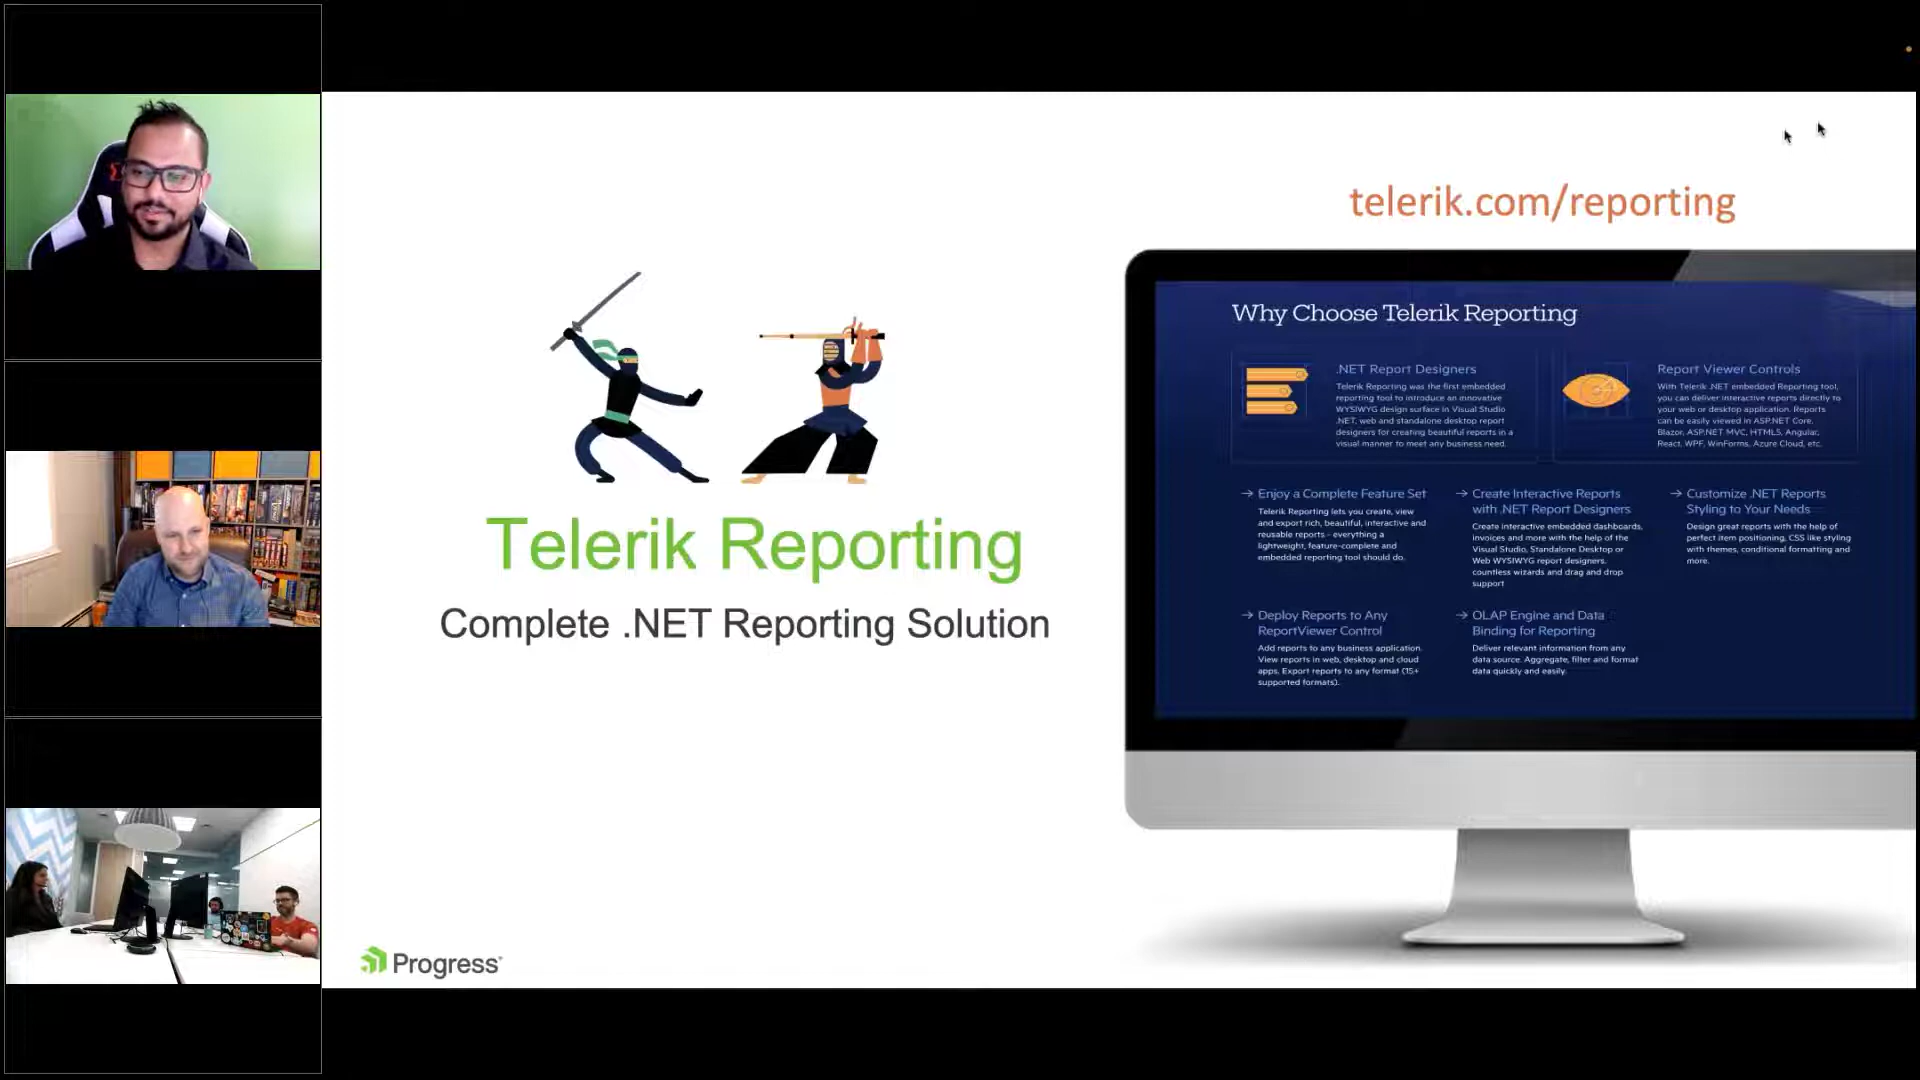 telerik.com/reporting
Telerik Reporting
Complete .NET Reporting Solution
Progress
Why Choose Telerik Reporting
.NET Report Designers
Telerik Reporting was the first embedded
reporting tool to introduce an innovative
WYSIWYG design surface in Visual Studio
.NET, web and standalone desktop report
designers for creating beautiful reports in a
visual manner to meet any business need.
Report Viewer Controls
With Telerik .NET embedded Reporting tool,
you can deliver interactive reports directly to
your web or desktop application. Reports
can be easily viewed in ASP.NET Core,
Blazor, ASP.NET MVC, HTML5, Angular,
React, WPF, WinForms, Azure Cloud, etc.
→ Enjoy a Complete Feature Set
Telerik Reporting lets you create, view
and export rich, beautiful, interactive and
reusable reports - everything a
lightweight, feature-complete and
embedded reporting tool should do.
→ Create Interactive Reports
with .NET Report Designers
Create interactive embedded dashboards,
invoices and more with the help of the
Visual Studio, Standalone Desktop or
Web WYSIWYG report designers.
countless wizards and drag and drop
support
→ Customize .NET Reports
Styling to Your Needs
Design great reports with the help of
perfect item positioning, CSS like styling
with themes, conditional formatting and
more.
→ Deploy Reports to Any
ReportViewer Control
Add reports to any business application.
View reports in web, desktop and cloud
apps. Export reports to any format (15+
supported formats).
→ OLAP Engine and Data
Binding for Reporting
Deliver relevant information from any
data source. Aggregate, filter and format
data quickly and easily.